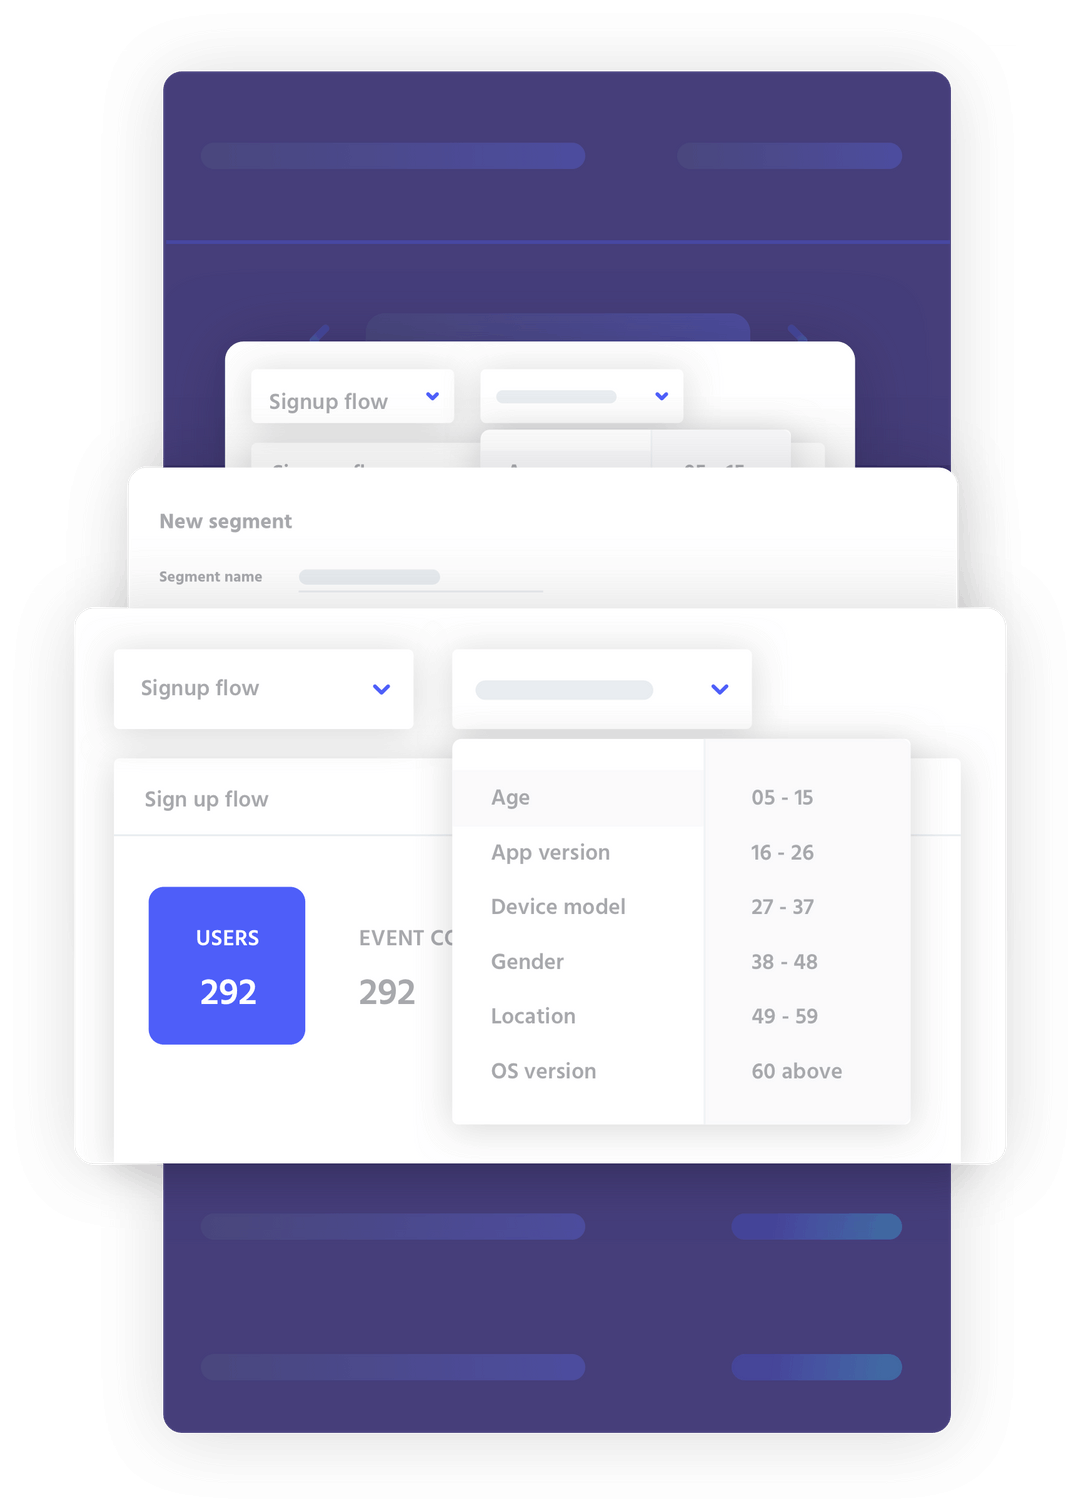 Signup flow
New segment
Segment name
Signup flow
Sign up flow
Age 05 - 15
App version 16 - 26
Device model 27 - 37
USERS EVENT
Gender 38 - 48
292 292
Location 49 - 59
OS version 60 above